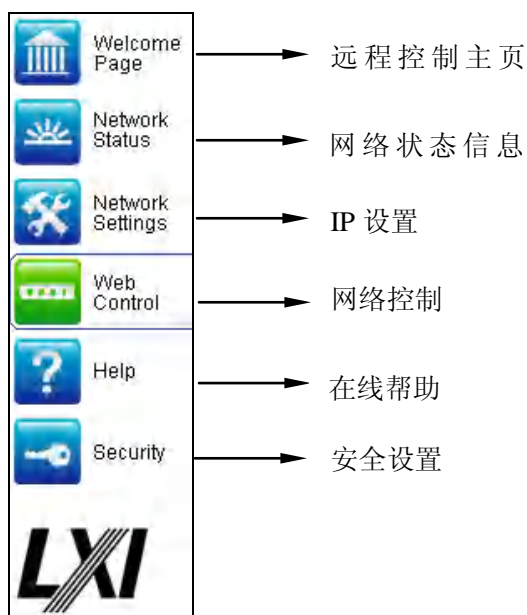 Welcome
Page
远程控制主页
Network
Status
网络状态信息
Network
Settings
IP 设置
Web
Control
网络控制
Help
在线帮助
Security
安全设置
LXI